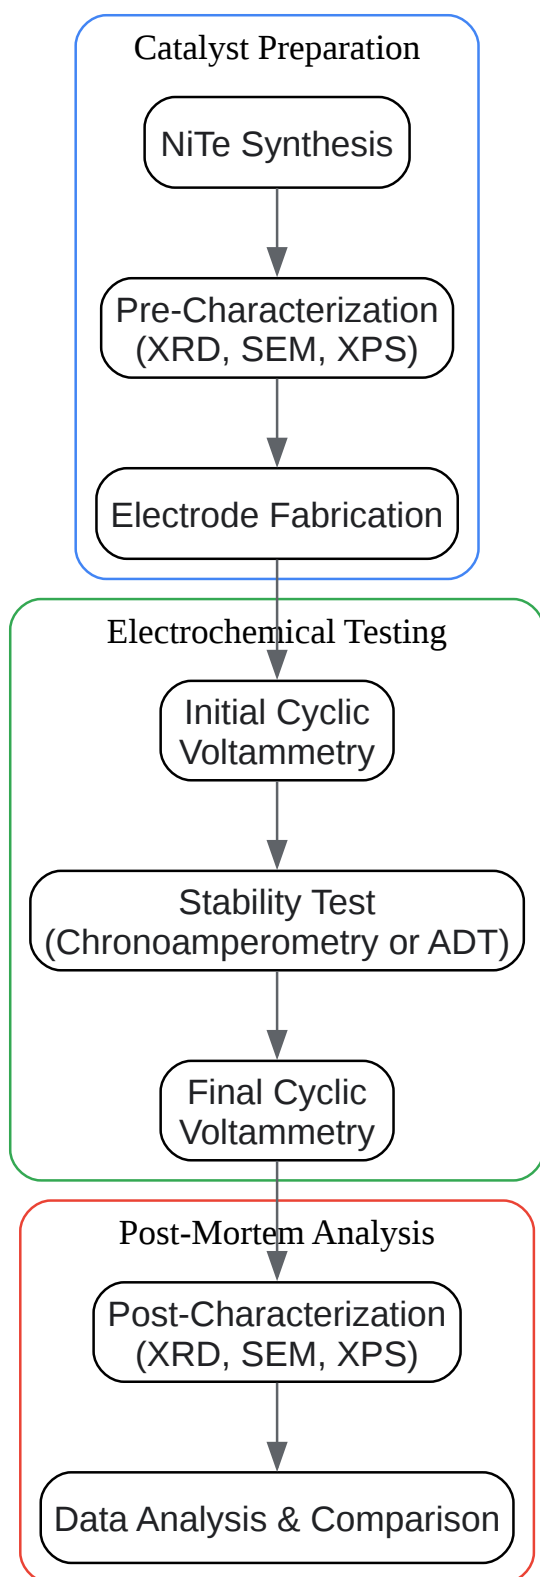 Catalyst Preparation
NiTe Synthesis
Pre-Characterization
(XRD, SEM, XPS)
Electrode Fabrication
Electrochemical Testing
Initial Cyclic
Voltammetry
Stability Test
(Chronoamperometry or ADT)
Final Cyclic
Voltammetry
Post-Mortem Analysis
Post-Characterization
(XRD, SEM, XPS)
Data Analysis & Comparison